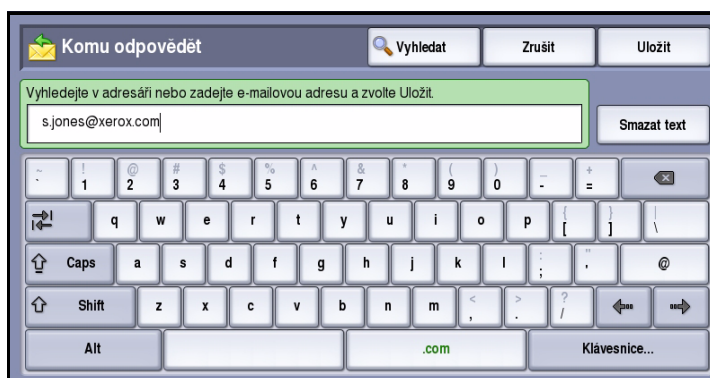 Komu odpovědět Vyhledat Zrušit Uložit
Vyhledejte v adresáři nebo zadejte e-mailovou adresu a zvolte Uložit.
s.jones@xerox.com Smazat text
~ ! @ # $ % ^ & * ( ) _ +
` 1 2 3 4 5 6 7 8 9 0 - =
q w e r t y u i o p { [ } ] | \
Caps a s d f g h j k l : ; " ' @
Shift z x c v b n m < , > . ? /
Alt .com Klávesnice...